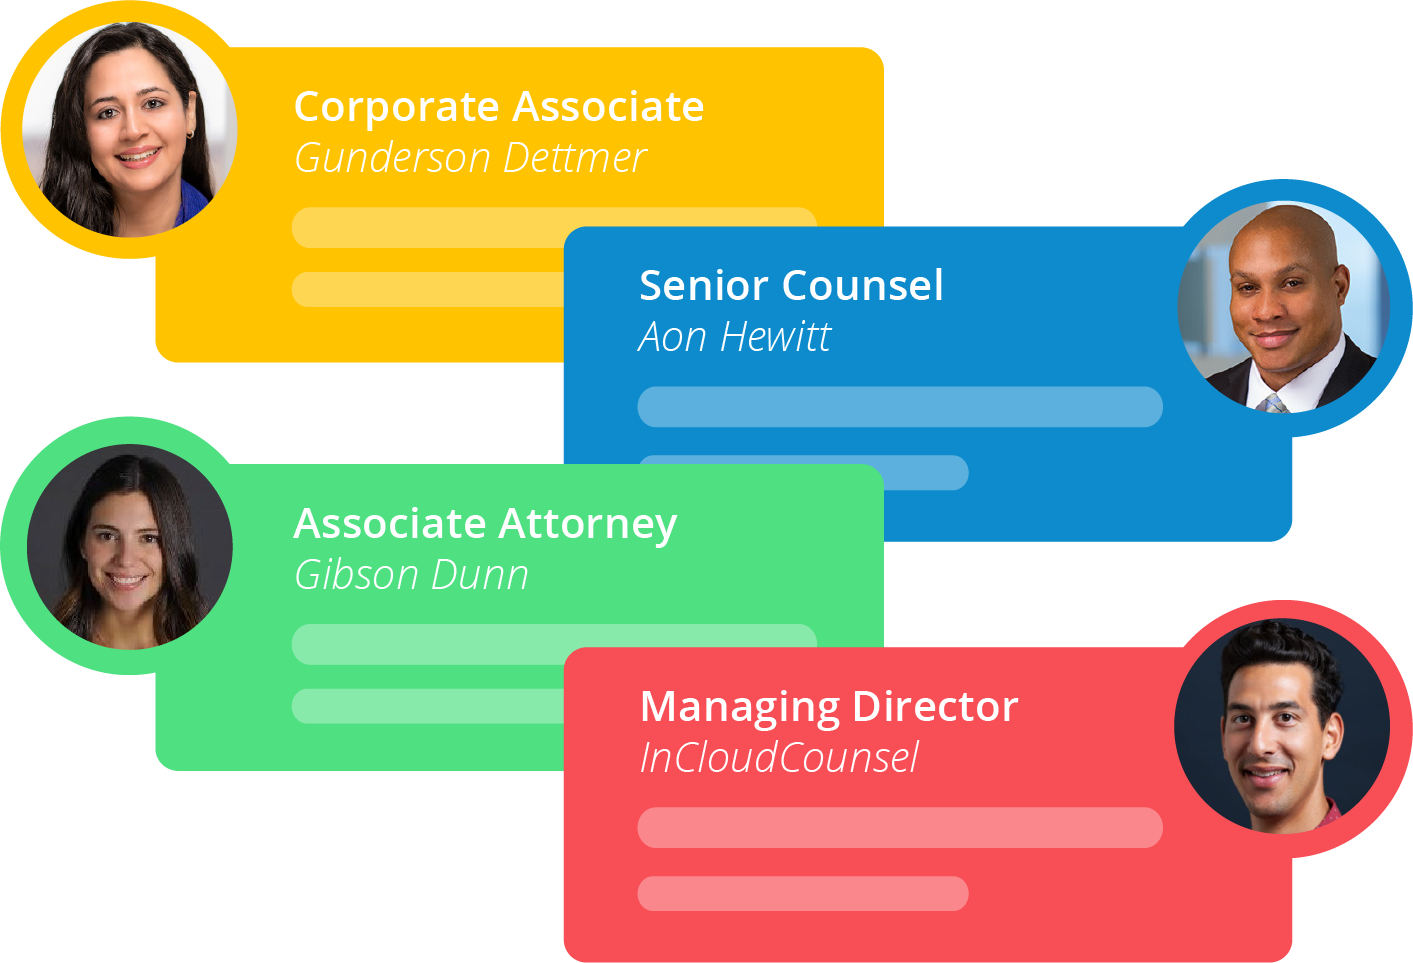 Corporate Associate
Gunderson Dettmer
Senior Counsel
Aon Hewitt
Associate Attorney
Gibson Dunn
Managing Director
InCloudCounsel